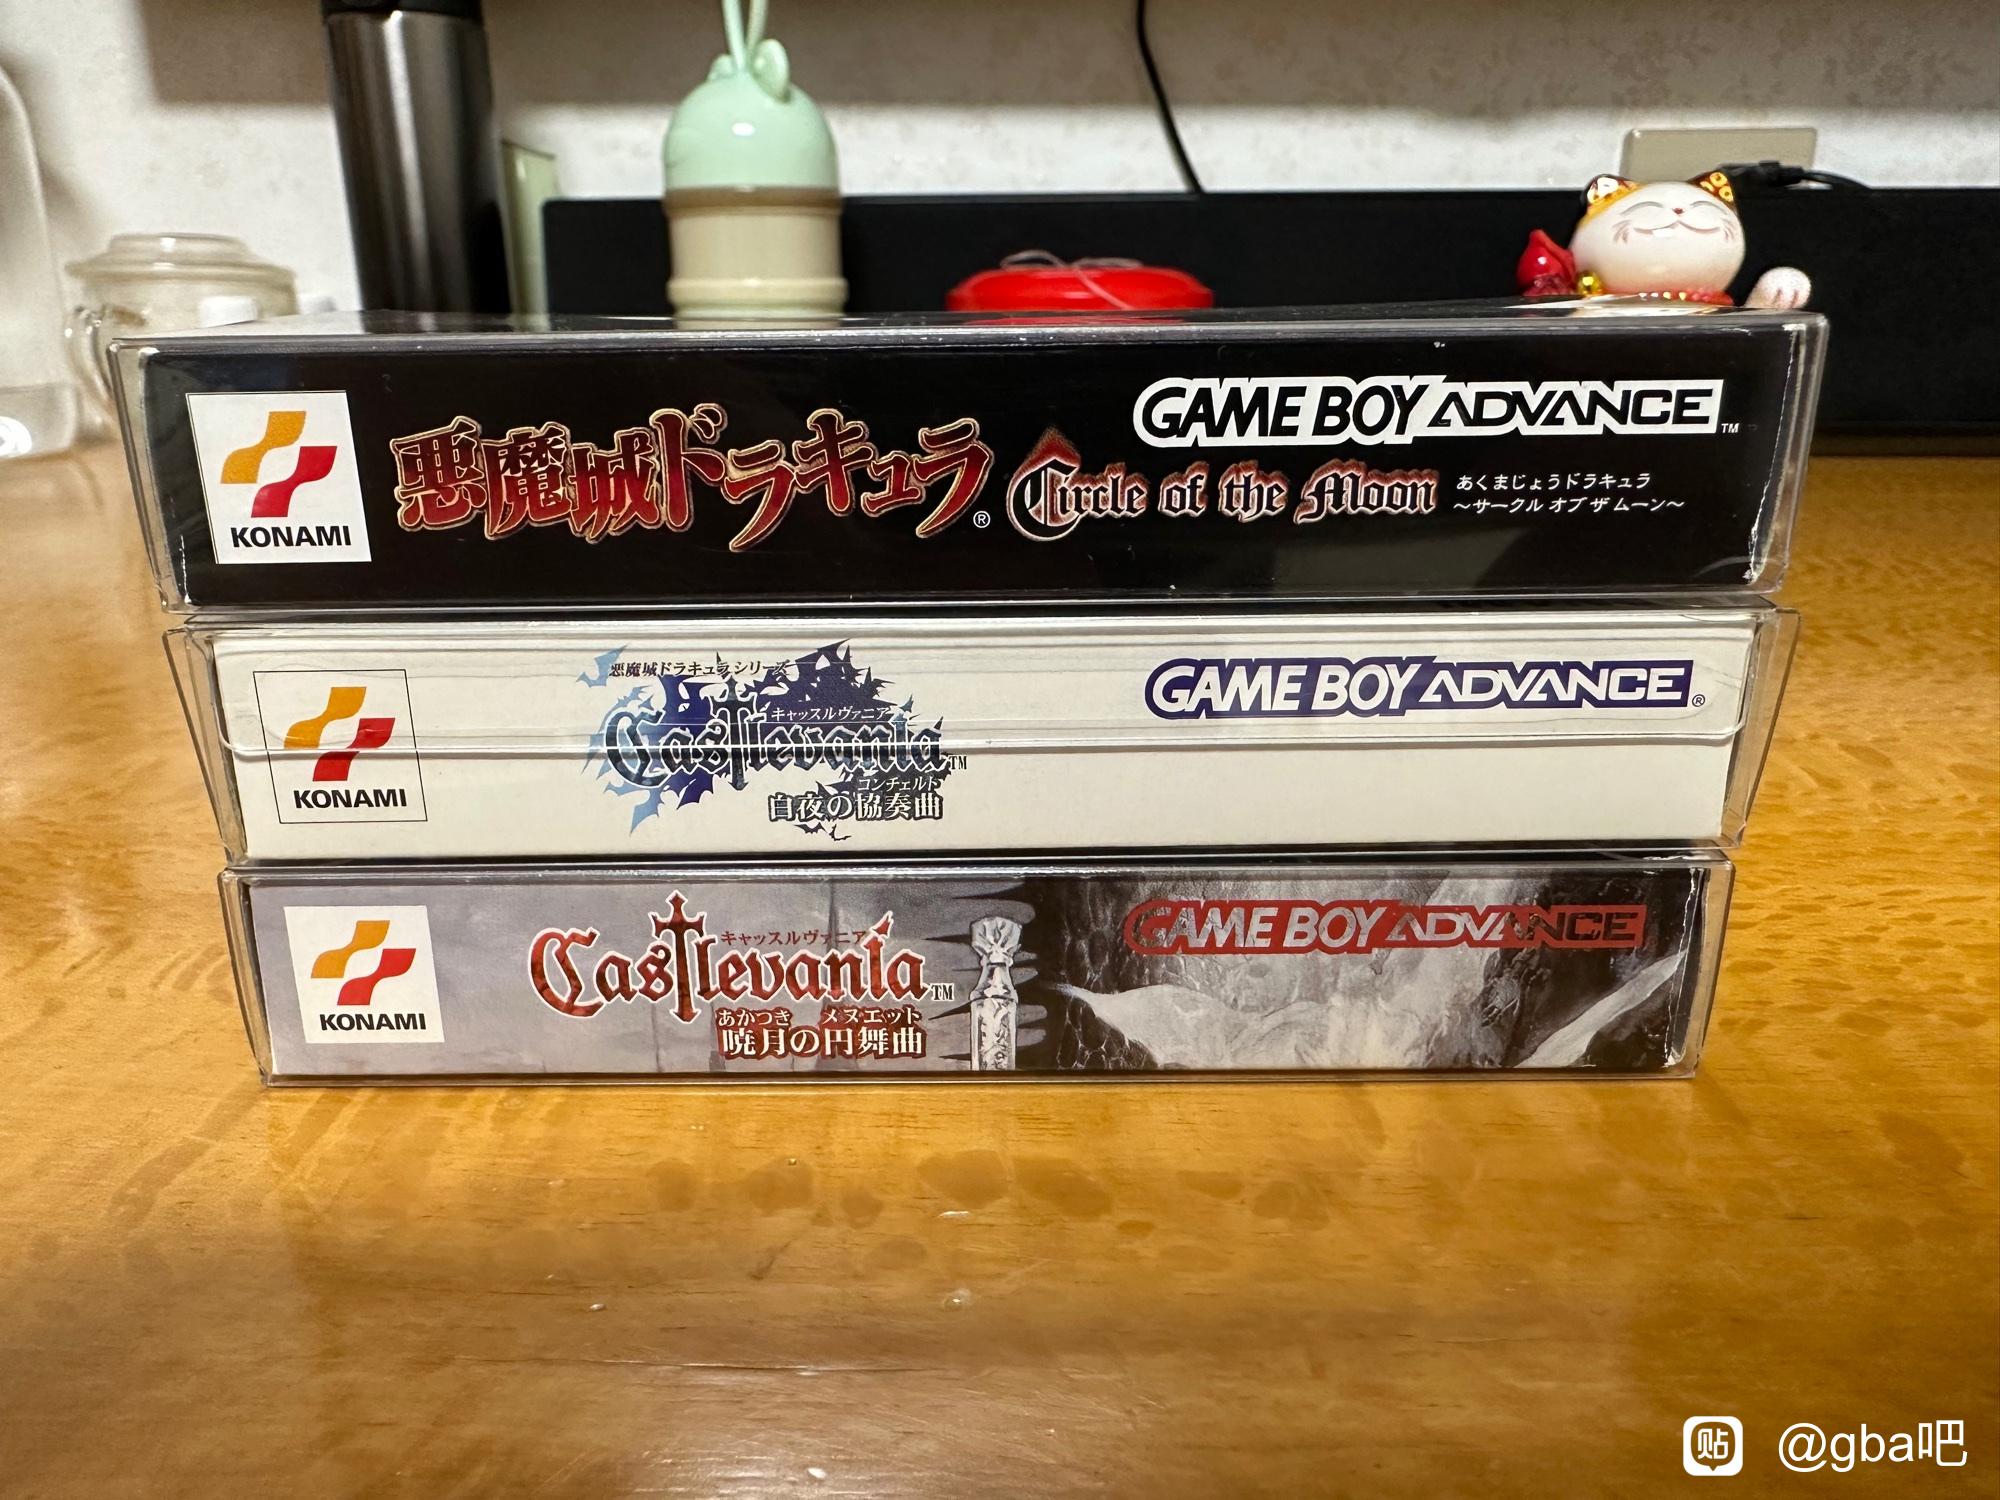 KONAMI
悪魔城ドラキュラ®
Circle of the Moon
GAME BOY ADVANCE™
あくまじょうドラキュラ
〜サークル オブ ザ ムーン〜
KONAMI
悪魔城ドラキュラシリーズ
キャッスルヴァニア
Castlevania™
コンチェルト
白夜の協奏曲
GAME BOY ADVANCE®
KONAMI
キャッスルヴァニア
Castlevania™
あかつき メヌエット
暁月の円舞曲
GAME BOY ADVANCE
贴 @gba吧